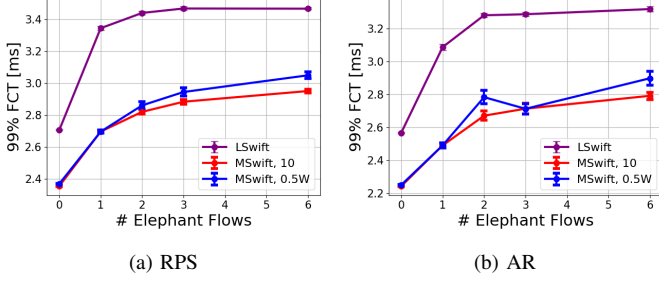 99% FCT [ms]
3.4
3.2
3.0
2.8
2.6
2.4
LSwift
MSwift, 10
MSwift, 0.5W
0 1 2 3 4 5 6
# Elephant Flows
(a) RPS
99% FCT [ms]
3.2
3.0
2.8
2.6
2.4
2.2
LSwift
MSwift, 10
MSwift, 0.5W
0 1 2 3 4 5 6
# Elephant Flows
(b) AR